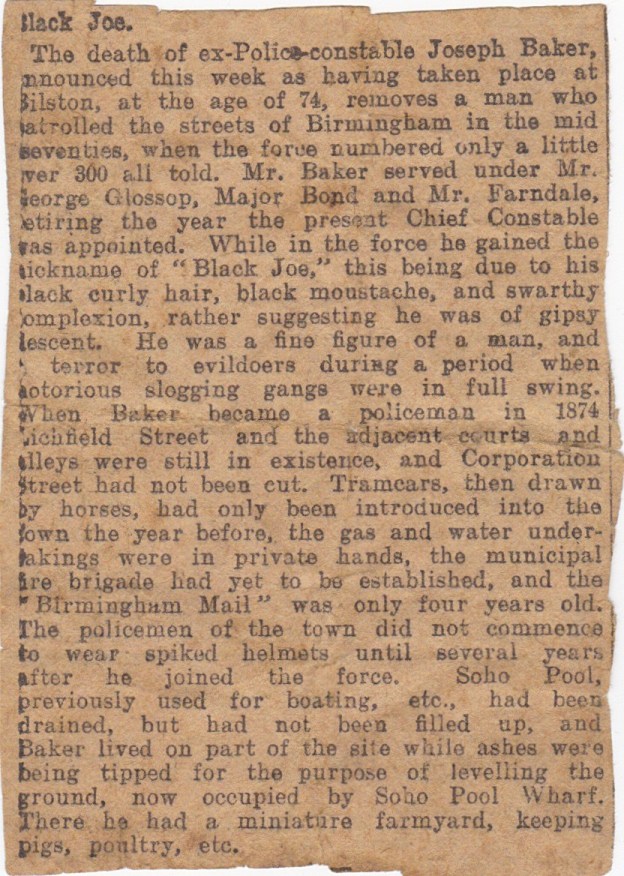 Black Joe.
The death of ex-Police-constable Joseph Baker,
nnounced this week as having taken place at
Bilston, at the age of 74, removes a man who
patrolled the streets of Birmingham in the mid
seventies, when the force numbered only a little
ver 300 all told. Mr. Baker served under Mr.
George Glossop, Major Bond and Mr. Farndale,
retiring the year the present Chief Constable
was appointed. While in the force he gained the
nickname of "Black Joe," this being due to his
black curly hair, black moustache, and swarthy
complexion, rather suggesting he was of gipsy
descent. He was a fine figure of a man, and
a terror to evildoers during a period when
notorious slogging gangs were in full swing.
When Baker became a policeman in 1874
Lichfield Street and the adjacent courts and
alleys were still in existence, and Corporation
Street had not been cut. Tramcars, then drawn
by horses, had only been introduced into the
town the year before, the gas and water under-
takings were in private hands, the municipal
fire brigade had yet to be established, and the
"Birmingham Mail" was only four years old.
The policemen of the town did not commence
to wear spiked helmets until several years
after he joined the force. Soho Pool,
previously used for boating, etc., had been
drained, but had not been filled up, and
Baker lived on part of the site while ashes were
being tipped for the purpose of levelling the
ground, now occupied by Soho Pool Wharf.
There he had a miniature farmyard, keeping
pigs, poultry, etc.